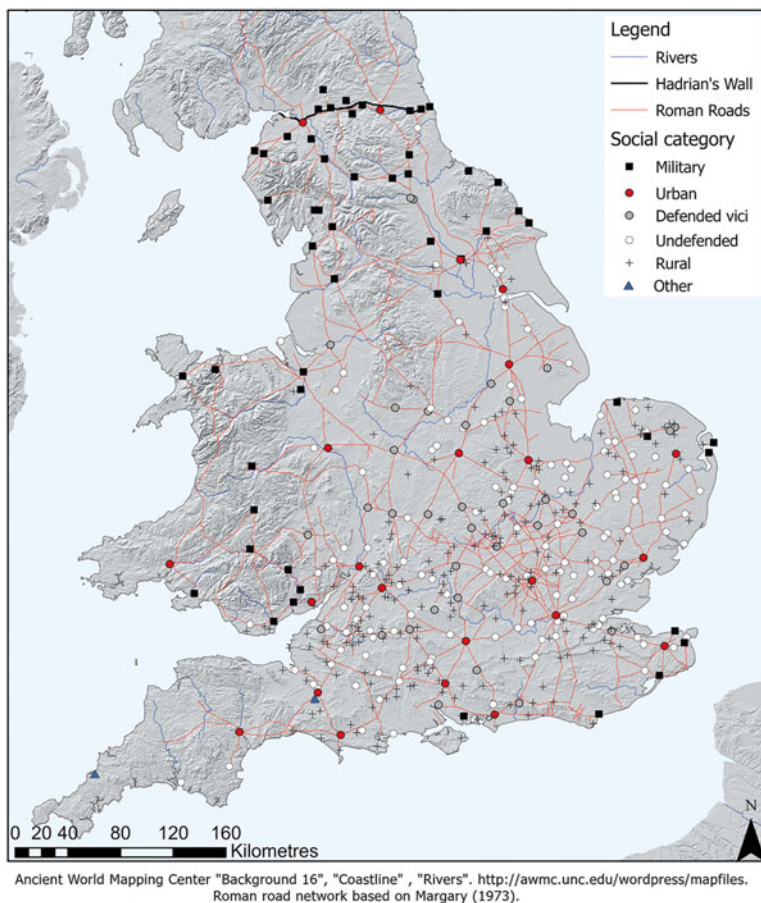 Legend
Rivers
Hadrian's Wall
Roman Roads
Social category
Military
Urban
Defended vici
Undefended
Rural
Other
N
0 20 40 80 120 160
Kilometres
Ancient World Mapping Center "Background 16", "Coastline" , "Rivers". http://awmc.unc.edu/wordpress/mapfiles.
Roman road network based on Margary (1973).